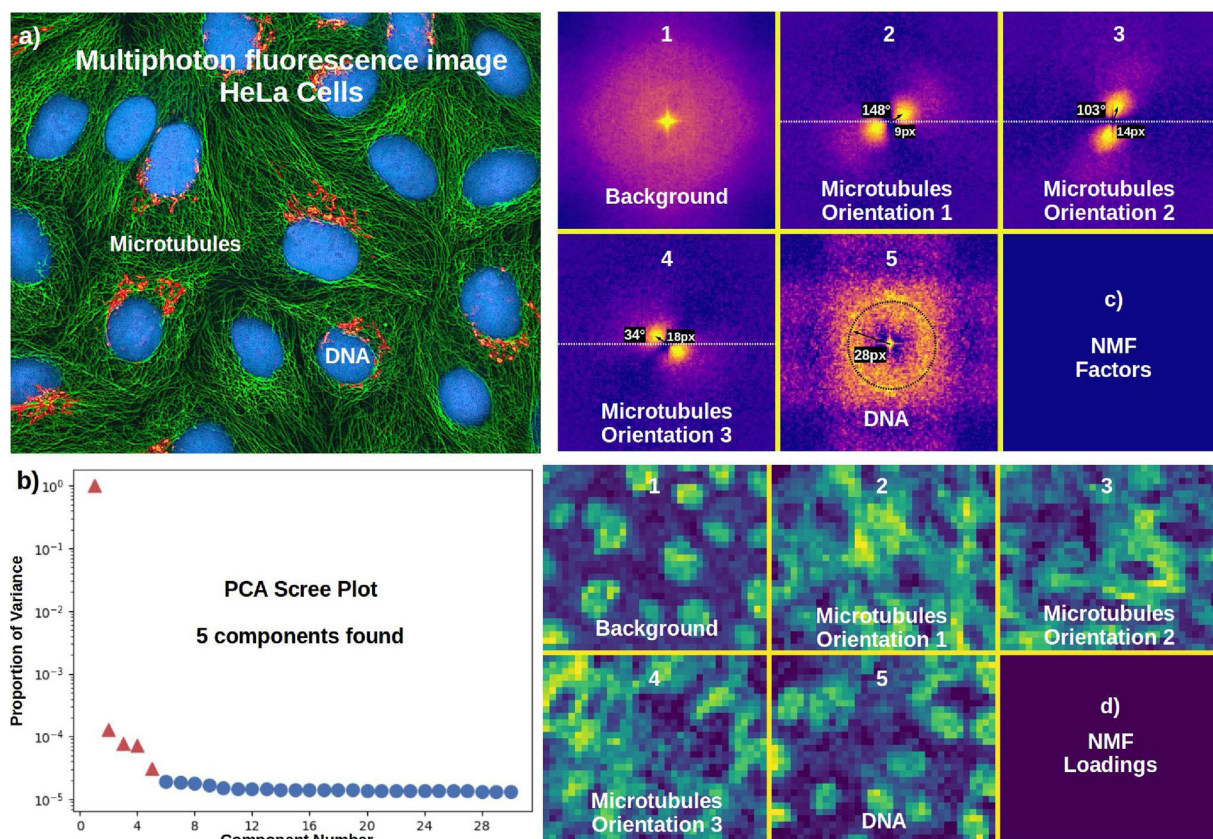 a)
Multiphoton fluorescence image
HeLa Cells
Microtubules
DNA
b)
10⁰
10⁻¹
10⁻²
10⁻³
10⁻⁴
10⁻⁵
Proportion of Variance
PCA Scree Plot
5 components found
0
4
8
12
16
20
24
28
Component Number
1
Background
2
148°
9px
Microtubules
Orientation 1
3
103°
14px
Microtubules
Orientation 2
4
34°
18px
Microtubules
Orientation 3
5
28px
DNA
c)
NMF
Factors
1
Background
2
Microtubules
Orientation 1
3
Microtubules
Orientation 2
4
Microtubules
Orientation 3
5
DNA
d)
NMF
Loadings